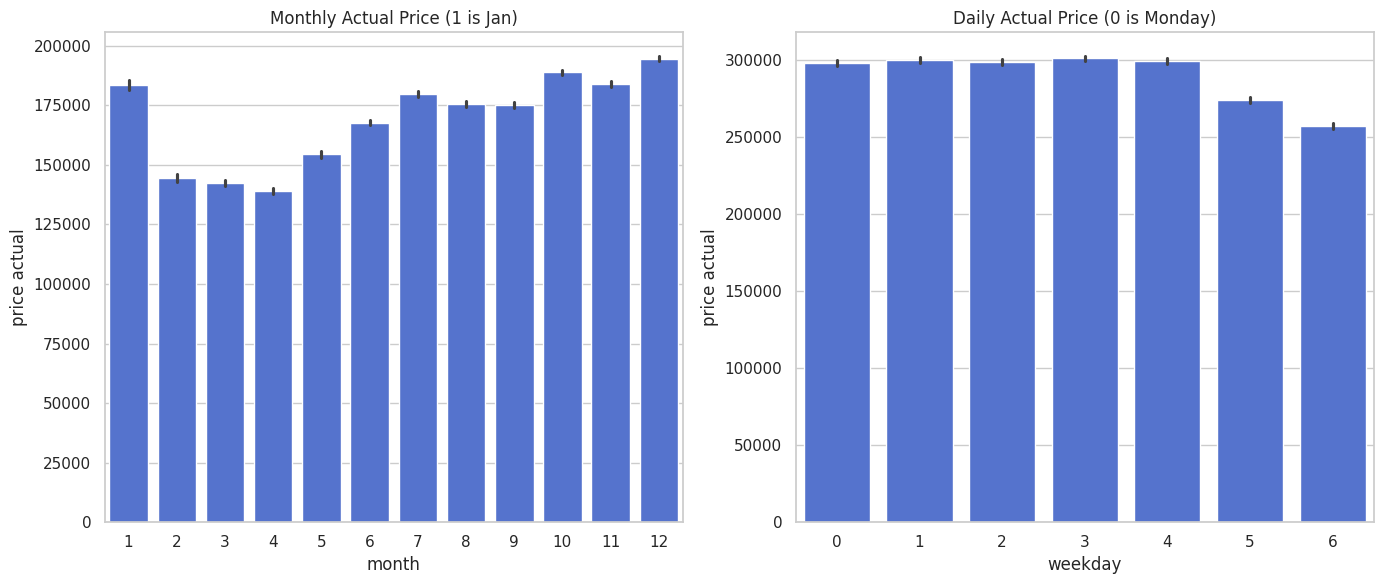 Monthly Actual Price (1 is Jan)
200000
175000
150000
125000
100000
75000
50000
25000
0
price actual
1 2 3 4 5 6 7 8 9 10 11 12
month
Daily Actual Price (0 is Monday)
300000
250000
200000
150000
100000
50000
0
price actual
0 1 2 3 4 5 6
weekday